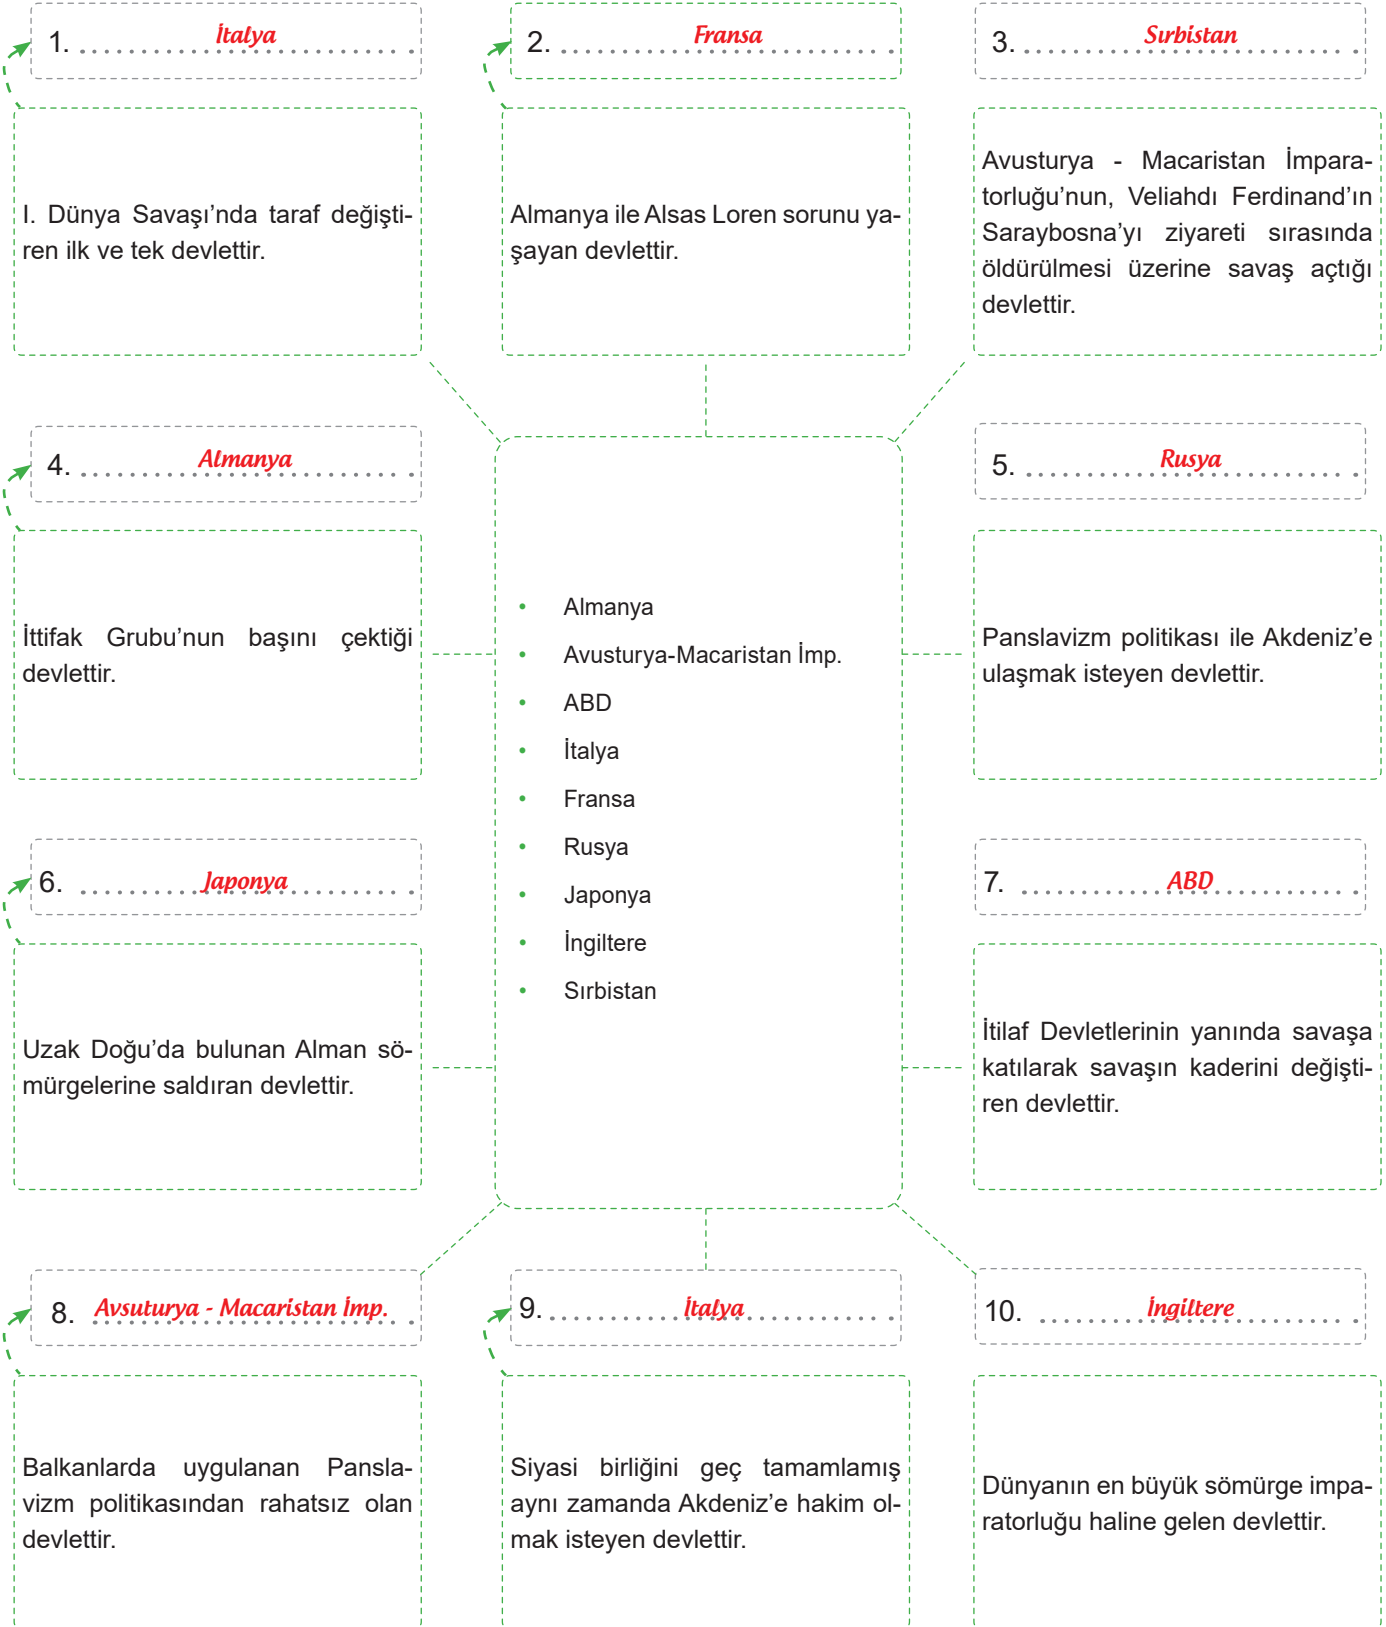 1. İtalya
I. Dünya Savaşı’nda taraf değişti-
ren ilk ve tek devlettir.
2. Fransa
Almanya ile Alsas Loren sorunu ya-
şayan devlettir.
3. Sırbistan
Avusturya - Macaristan İmpara-
torluğu’nun, Veliahdı Ferdinand’ın
Saraybosna’yı ziyareti sırasında
öldürülmesi üzerine savaş açtığı
devlettir.
4. Almanya
İttifak Grubu’nun başını çektiği
devlettir.
• Almanya
• Avusturya-Macaristan İmp.
• ABD
• İtalya
• Fransa
• Rusya
• Japonya
• İngiltere
• Sırbistan
5. Rusya
Panslavizm politikası ile Akdeniz’e
ulaşmak isteyen devlettir.
6. Japonya
Uzak Doğu’da bulunan Alman sö-
mürgelerine saldıran devlettir.
7. ABD
İtilaf Devletlerinin yanında savaşa
katılarak savaşın kaderini değişti-
ren devlettir.
8. Avsuturya - Macaristan İmp.
Balkanlarda uygulanan Pansla-
vizm politikasından rahatsız olan
devlettir.
9. İtalya
Siyasi birliğini geç tamamlamış
aynı zamanda Akdeniz’e hakim ol-
mak isteyen devlettir.
10. İngiltere
Dünyanın en büyük sömürge impa-
ratorluğu haline gelen devlettir.